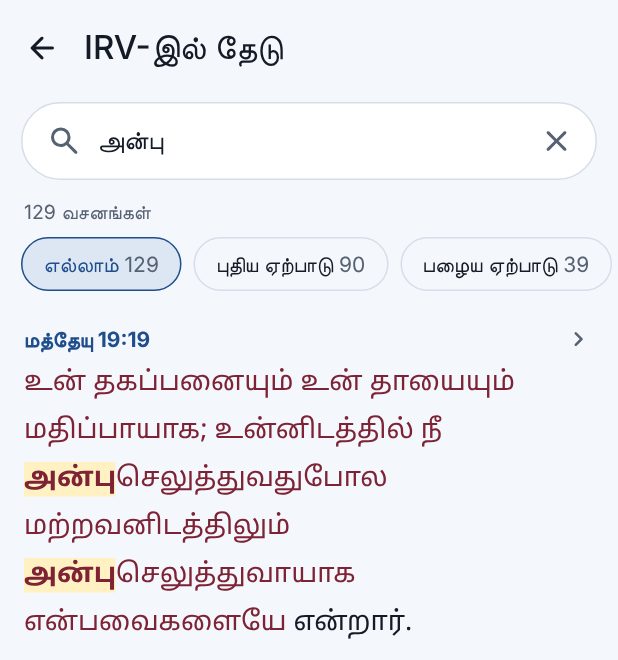 IRV-இல் தேடு
அன்பு
129 வசனங்கள்
எல்லாம் 129 புதிய ஏற்பாடு 90 பழைய ஏற்பாடு 39
மத்தேயு 19:19
உன் தகப்பனையும் உன் தாயையும்
மதிப்பாயாக; உன்னிடத்தில் நீ
அன்புசெலுத்துவதுபோல
மற்றவனிடத்திலும்
அன்புசெலுத்துவாயாக
என்பவைகளையே என்றார்.